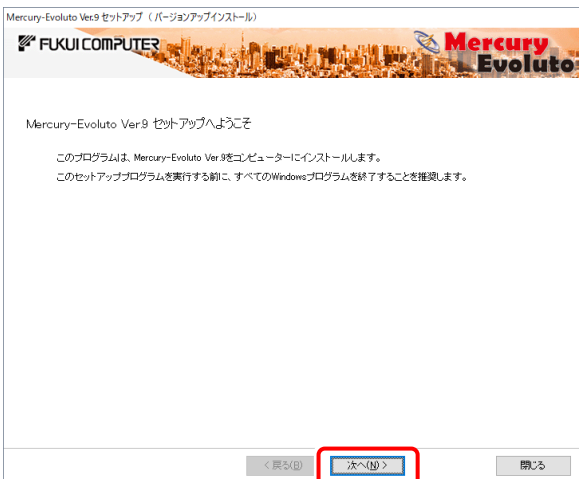 Mercury-Evoluto Ver.9 セットアップ（バージョンアップインストール）
FUKUI COMPUTER
Mercury
Evoluto
Mercury-Evoluto Ver.9 セットアップへようこそ
このプログラムは、Mercury-Evoluto Ver.9をコンピューターにインストールします。
このセットアッププログラムを実行する前に、すべてのWindowsプログラムを終了することを推奨します。
< 戻る(B)
次へ(N) >
閉じる